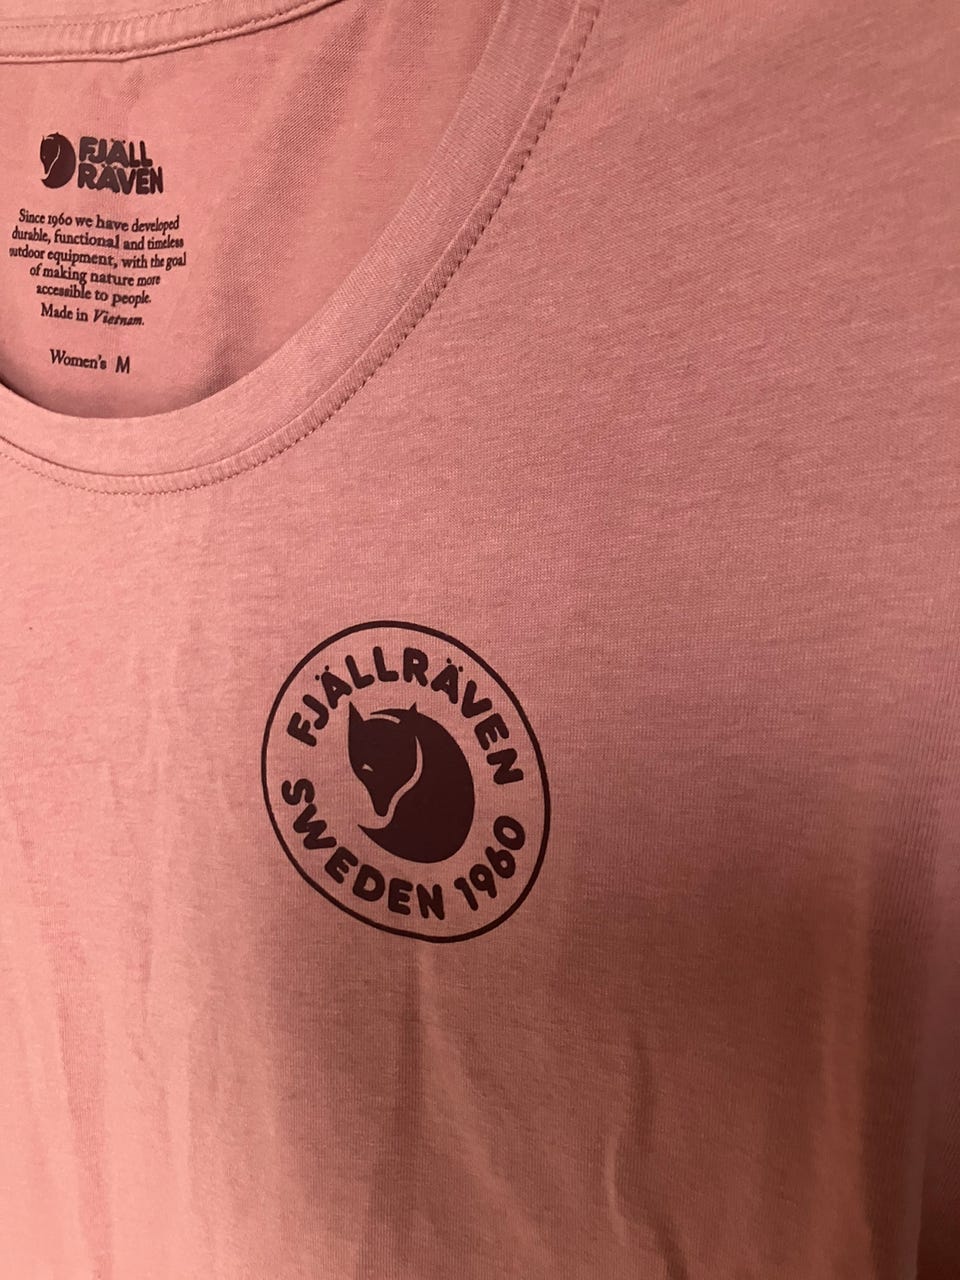 FJÄLL
RÄVEN
Since 1960 we have developed
durable, functional and timeless
outdoor equipment, with the goal
of making nature more
accessible to people.
Made in Vietnam.
Women's M
FJÄLLRÄVEN
SWEDEN 1960